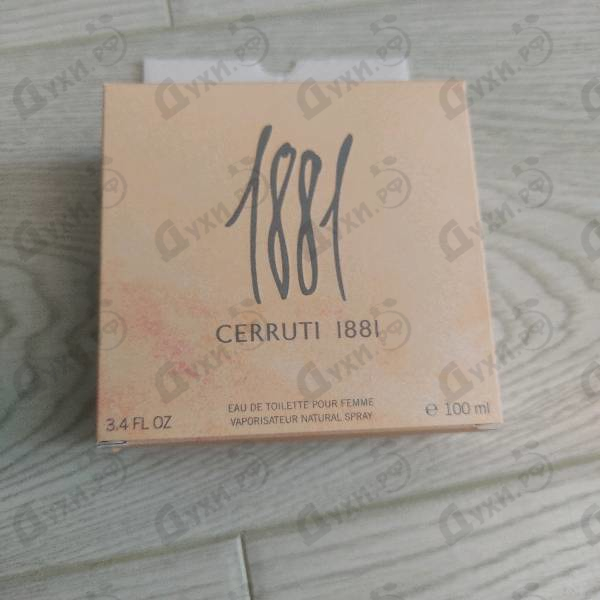 1881
CERRUTI 1881
EAU DE TOILETTE POUR FEMME
VAPORISATEUR NATURAL SPRAY
3.4 FL OZ
℮ 100 ml
Духи.рф